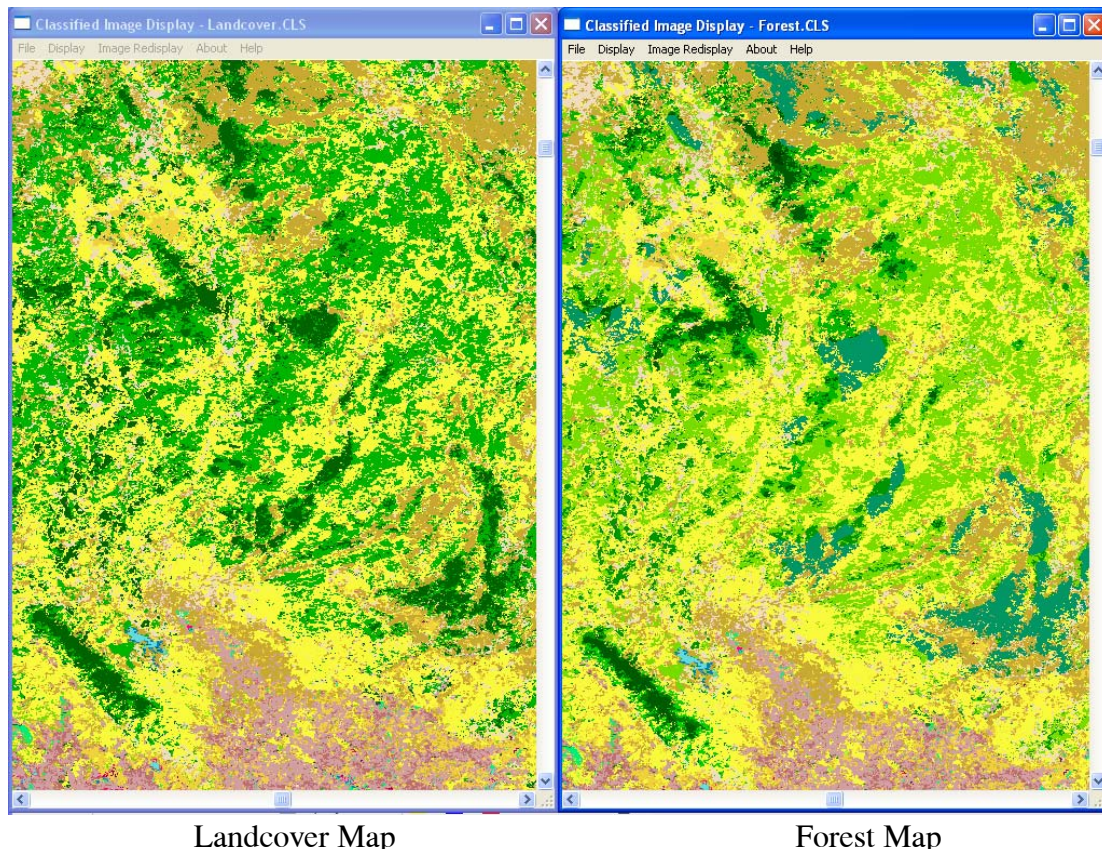 Classified Image Display - Landcover.CLS
File Display Image Redisplay About Help
Classified Image Display - Forest.CLS
File Display Image Redisplay About Help
Landcover Map
Forest Map